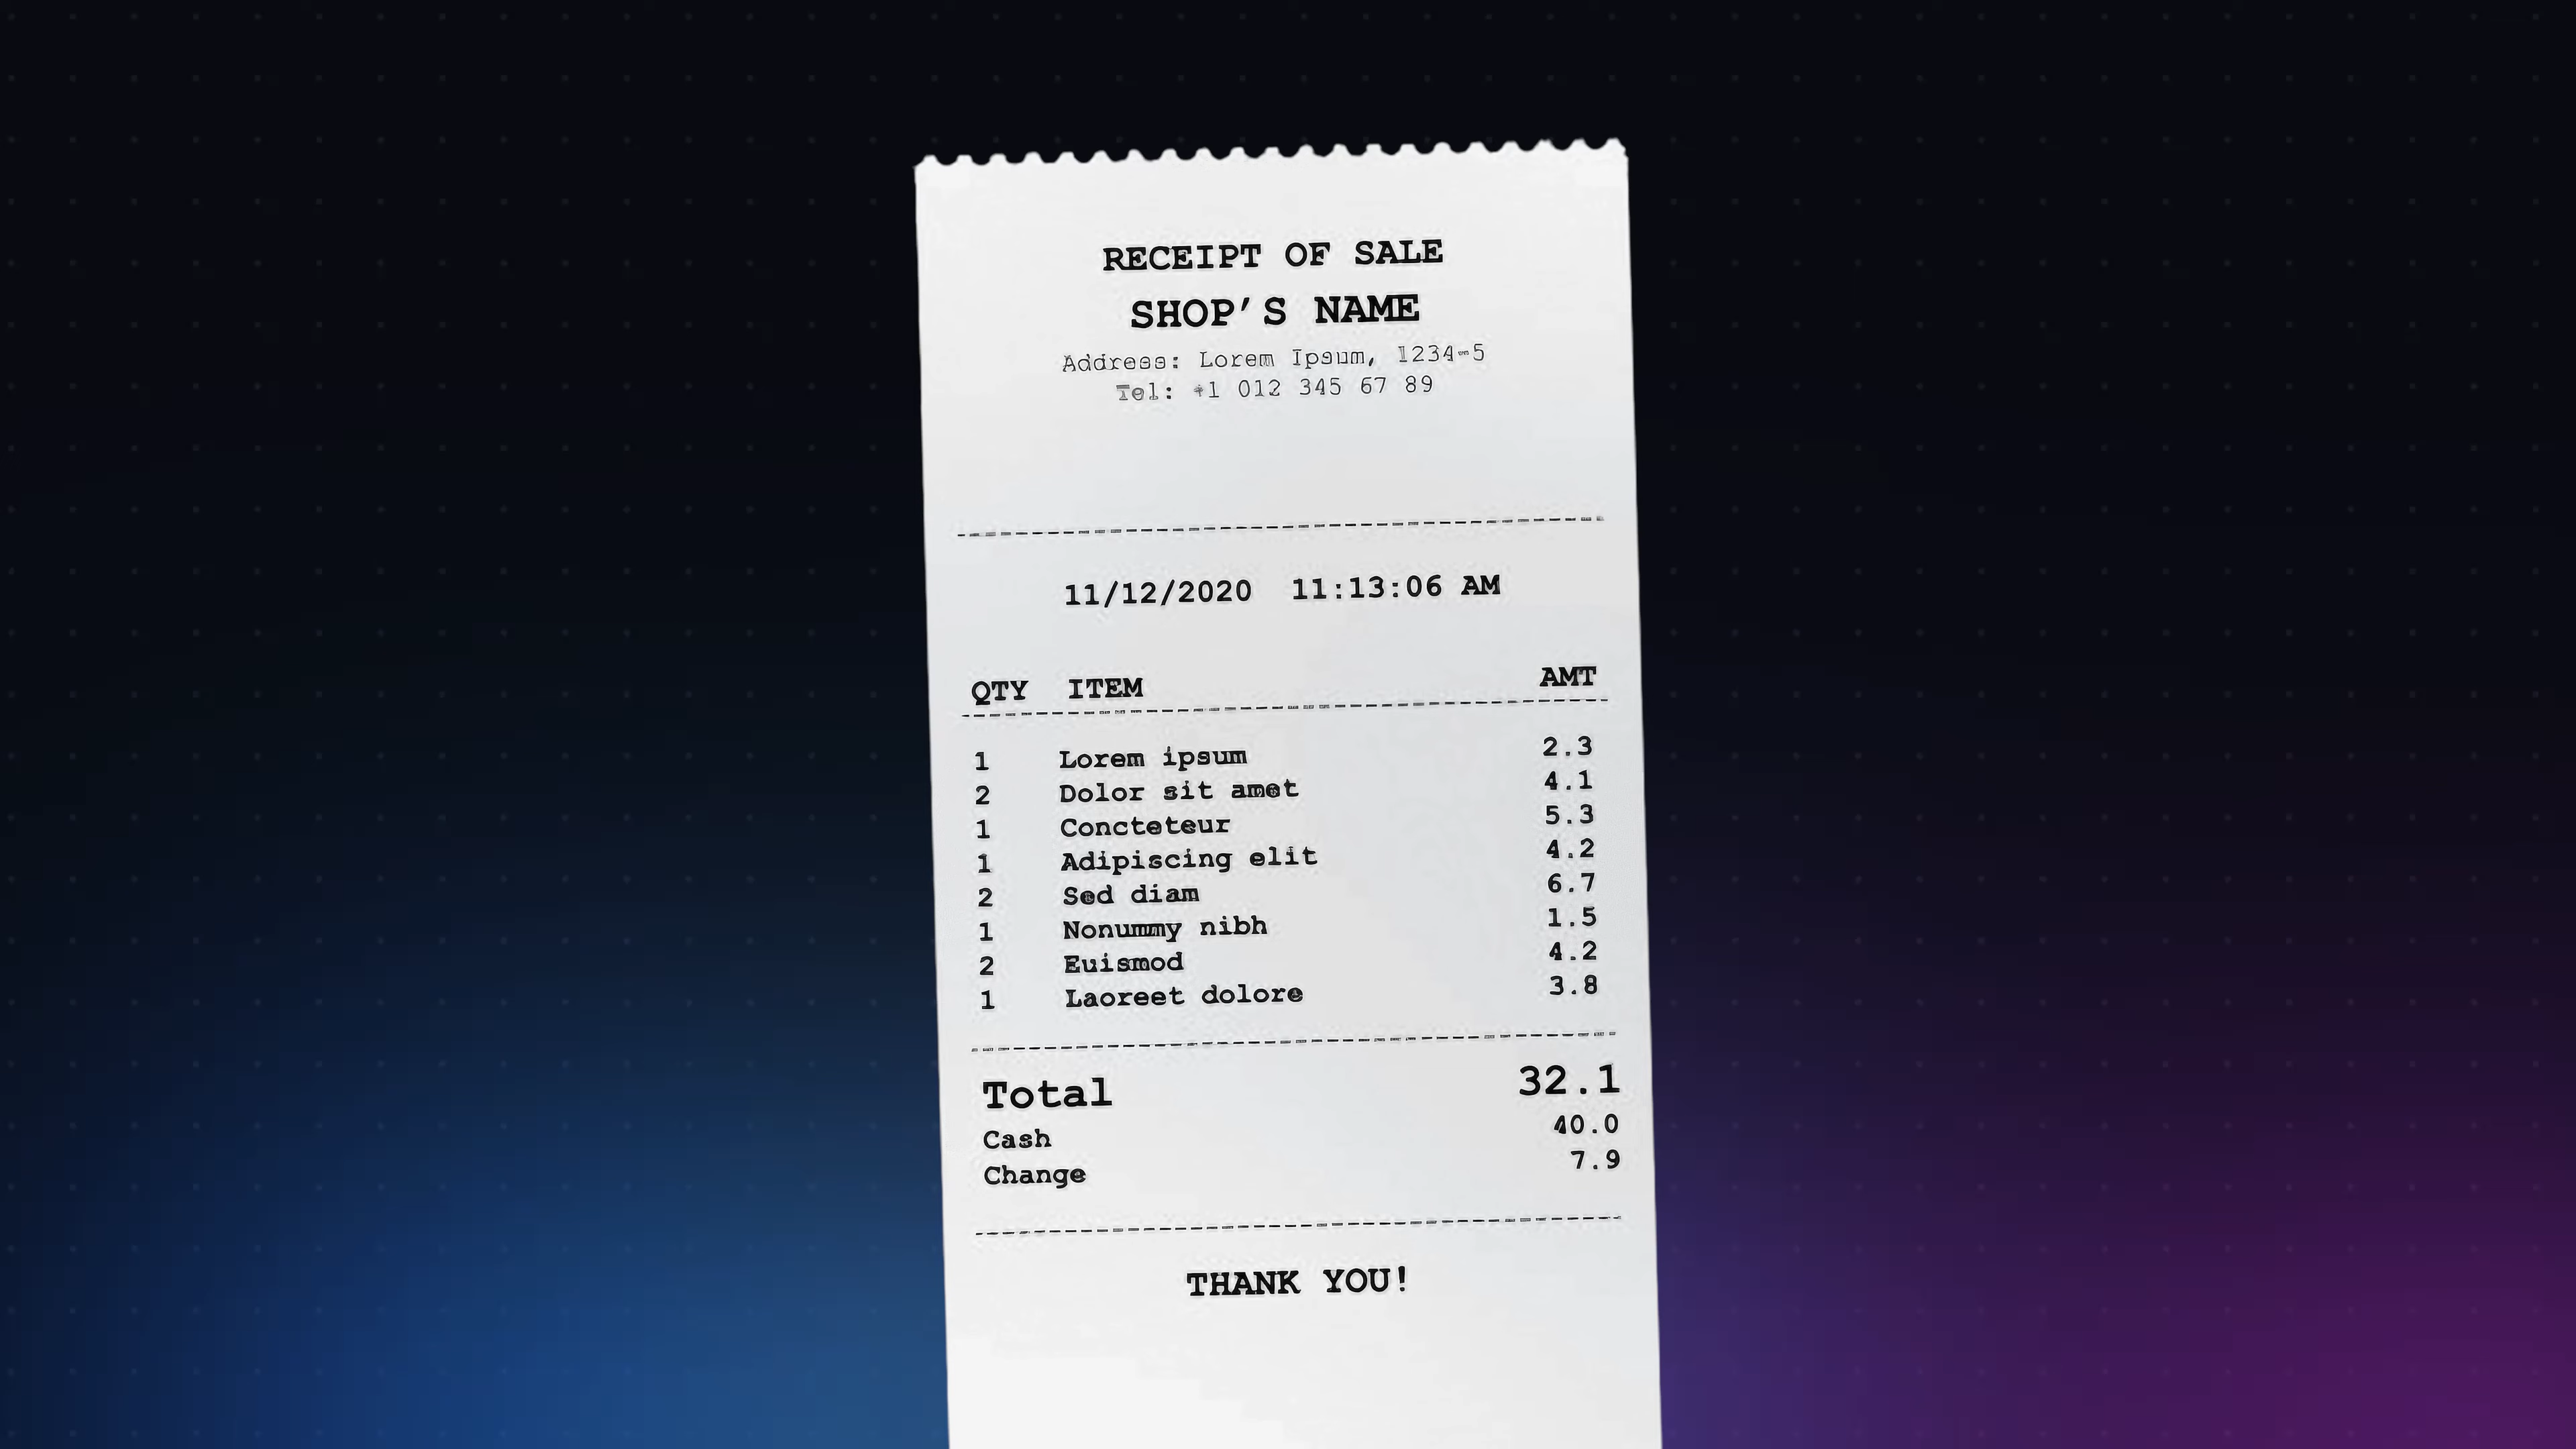 RECEIPT OF SALE
SHOP'S NAME
Address: Lorem Ipsum, 1234-5
Tel: +1 012 345 67 89
11/12/2020 11:13:06 AM
QTY ITEM AMT
1 Lorem ipsum 2.3
2 Dolor sit amet 4.1
1 Concteteur 5.3
1 Adipiscing elit 4.2
2 Sed diam 6.7
1 Nonummy nibh 1.5
2 Euismod 4.2
1 Laoreet dolore 3.8
Total 32.1
Cash 40.0
Change 7.9
THANK YOU!